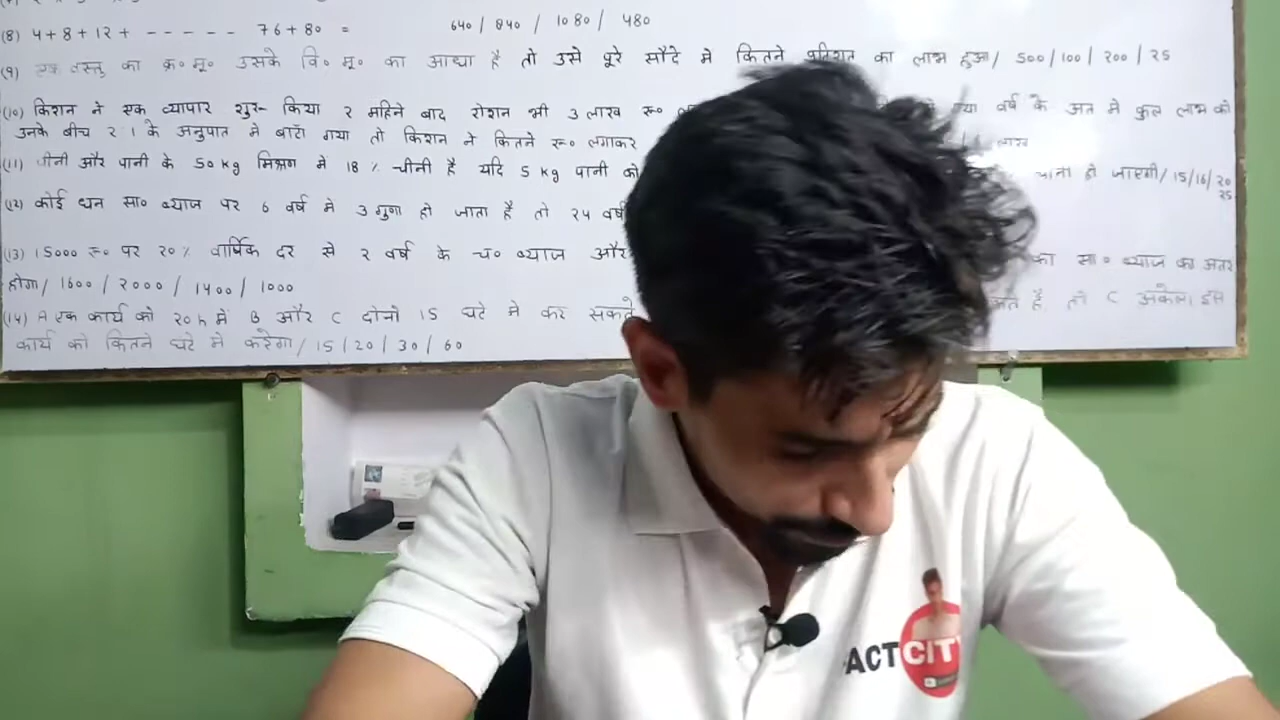 (8) 4+8+12+ - - - - - 76+80 = 640 / 840 / 1080 / 480
(9) एक वस्तु का क्र० मू० उसके वि० मू० का आधा है तो उसे पूरे सौदे मे कितने प्रतिशत का लाभ हुआ / 500 / 100 / 200 / 25
(10) किशन ने एक व्यापार शुरु किया 2 महिने बाद रोशन भी 3 लाख रू० गया वर्ष के अंत मे कुल लाभ को
उनके बीच 2 1 के अनुपात मे बाटा गया तो किशन ने कितने रू० लगाकर लाख
(11) चीनी और पानी के 50 kg मिश्रण मे 18 % चीनी है यदि 5 kg पानी को हो जाएगी / 15/16/20
25
(12) कोई धन सा० ब्याज पर 6 वर्ष मे 3 गुणा हो जाता है तो 24 वर्ष
(13) 15000 रू० पर 20 % वार्षिक दर से 2 वर्ष के च० ब्याज और का सा० ब्याज का अंतर
होगा / 1600 / 2000 / 1400 / 1000
(14) A एक कार्य को 20 h में B और C दोनो 15 घंटे मे कर सकते है तो C अकेला इस
कार्य को कितने घंटे मे करेगा / 15 / 20 / 30 / 60
ACT CITY